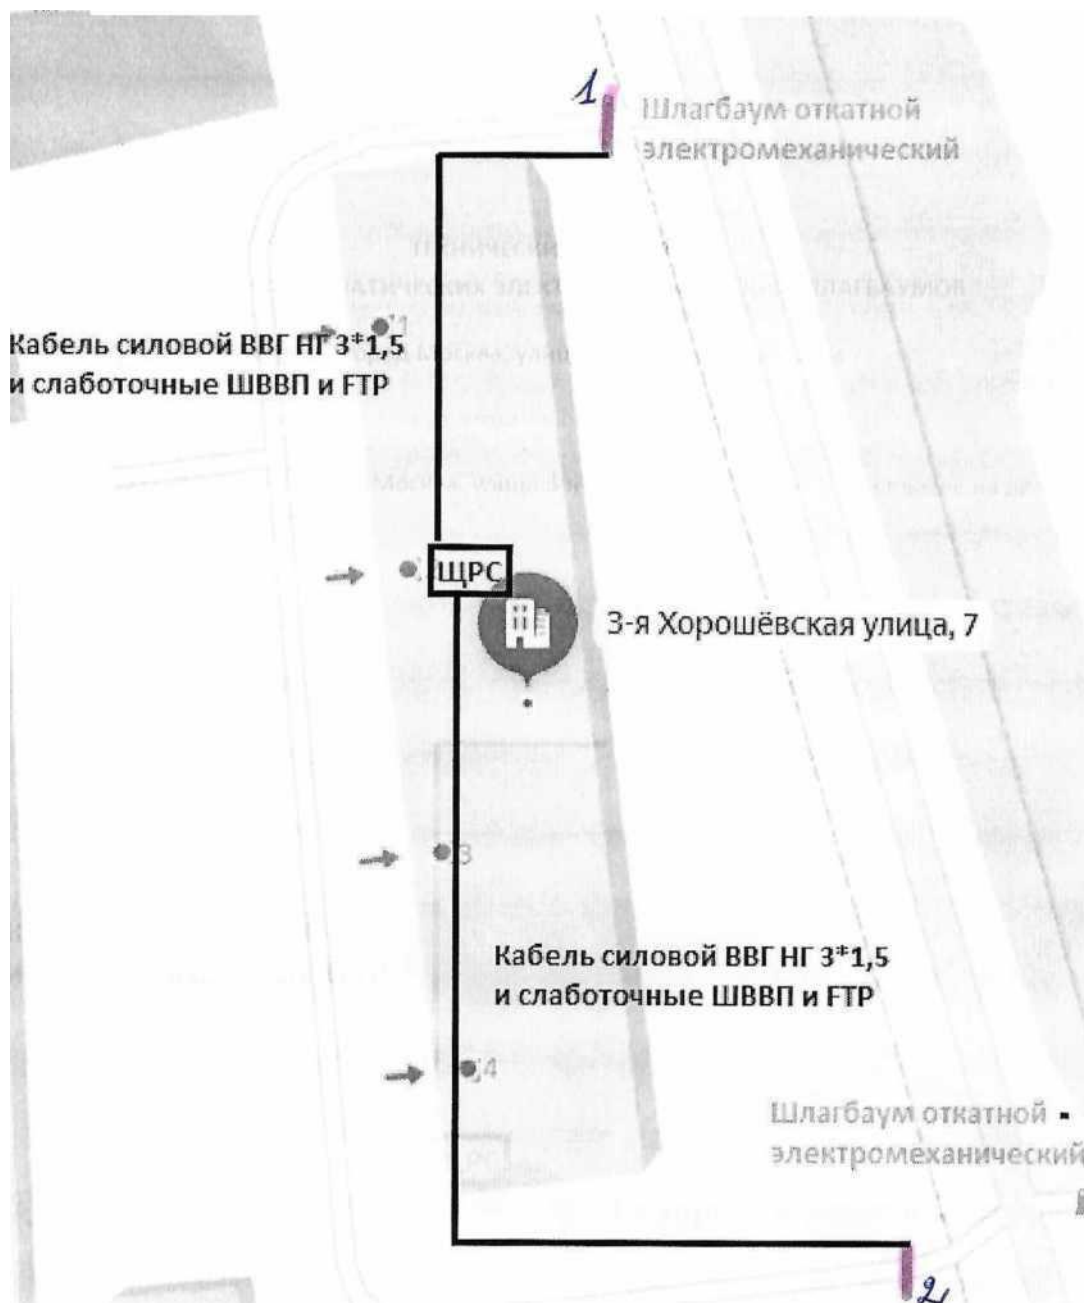 1
Шлагбаум откатной
электромеханический
1
Кабель силовой ВВГ НГ 3*1,5
и слаботочные ШВВП и FTP
ЩРС
3-я Хорошёвская улица, 7
3
Кабель силовой ВВГ НГ 3*1,5
и слаботочные ШВВП и FTP
4
Шлагбаум откатной
электромеханический
2